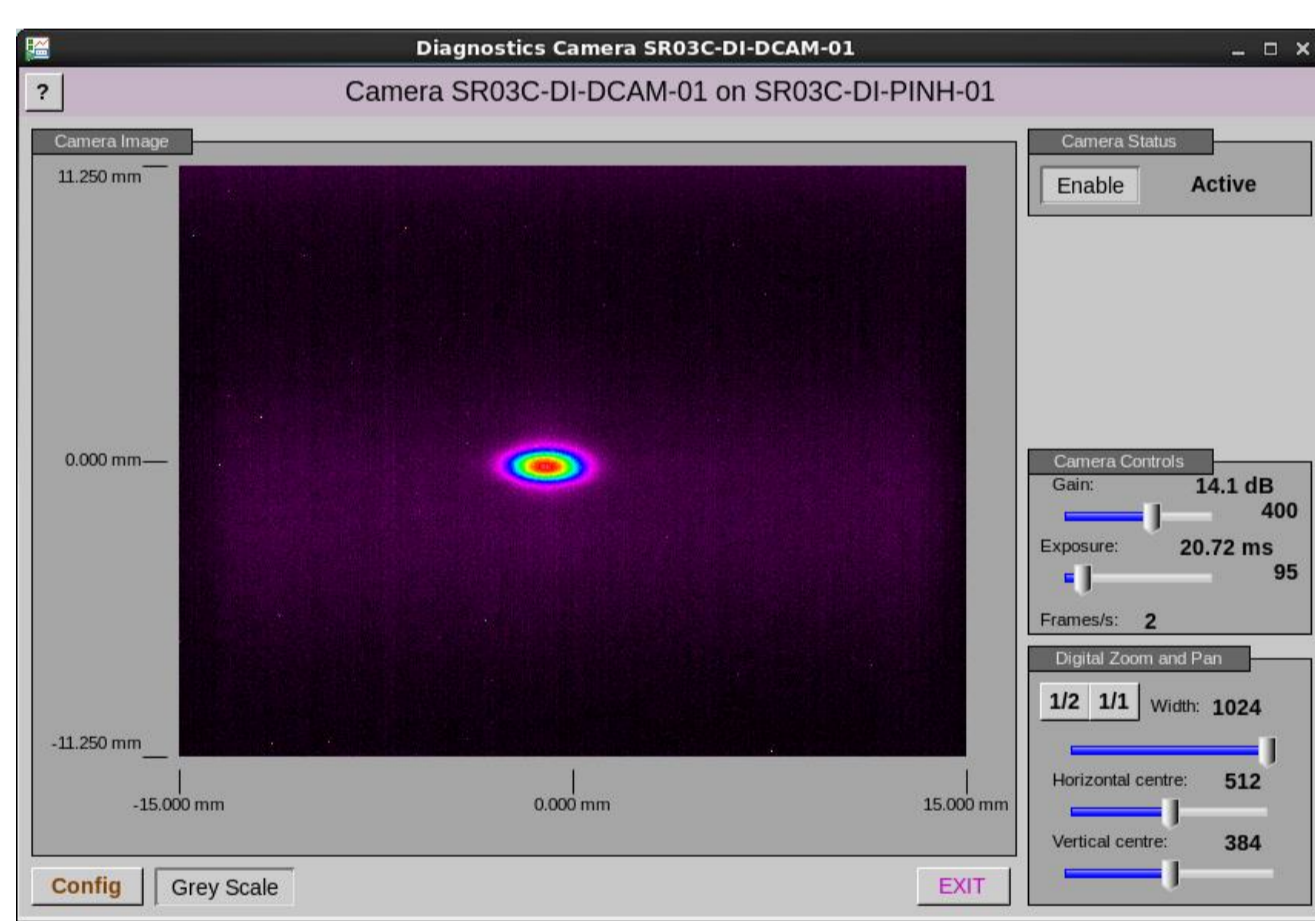 Diagnostics Camera SR03C-DI-DCAM-01
?
Camera SR03C-DI-DCAM-01 on SR03C-DI-PINH-01
Camera Image
11.250 mm
0.000 mm
-11.250 mm
-15.000 mm
0.000 mm
15.000 mm
Camera Status
Enable
Active
Camera Controls
Gain: 14.1 dB
400
Exposure: 20.72 ms
95
Frames/s: 2
Digital Zoom and Pan
1/2 1/1 Width: 1024
Horizontal centre: 512
Vertical centre: 384
Config
Grey Scale
EXIT